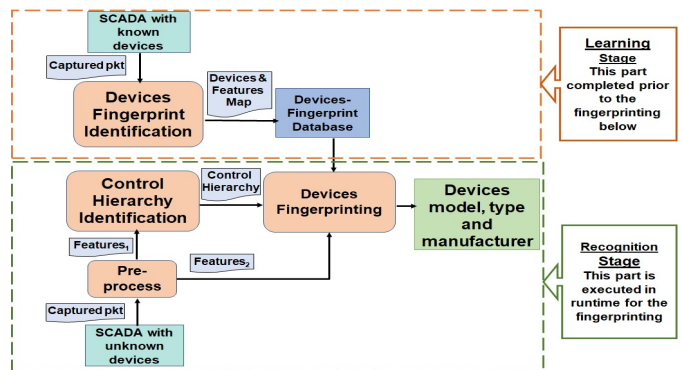 SCADA with
known
devices
Captured pkt
Devices
Fingerprint
Identification
Devices &
Features
Map
Devices-
Fingerprint
Database
Learning
Stage
This part
completed prior
to the
fingerprinting
below
Control
Hierarchy
Identification
Control
Hierarchy
Devices
Fingerprinting
Devices
model, type
and
manufacturer
Features1
Pre-
process
Features2
Captured pkt
SCADA with
unknown
devices
Recognition
Stage
This part is
executed in
runtime for the
fingerprinting